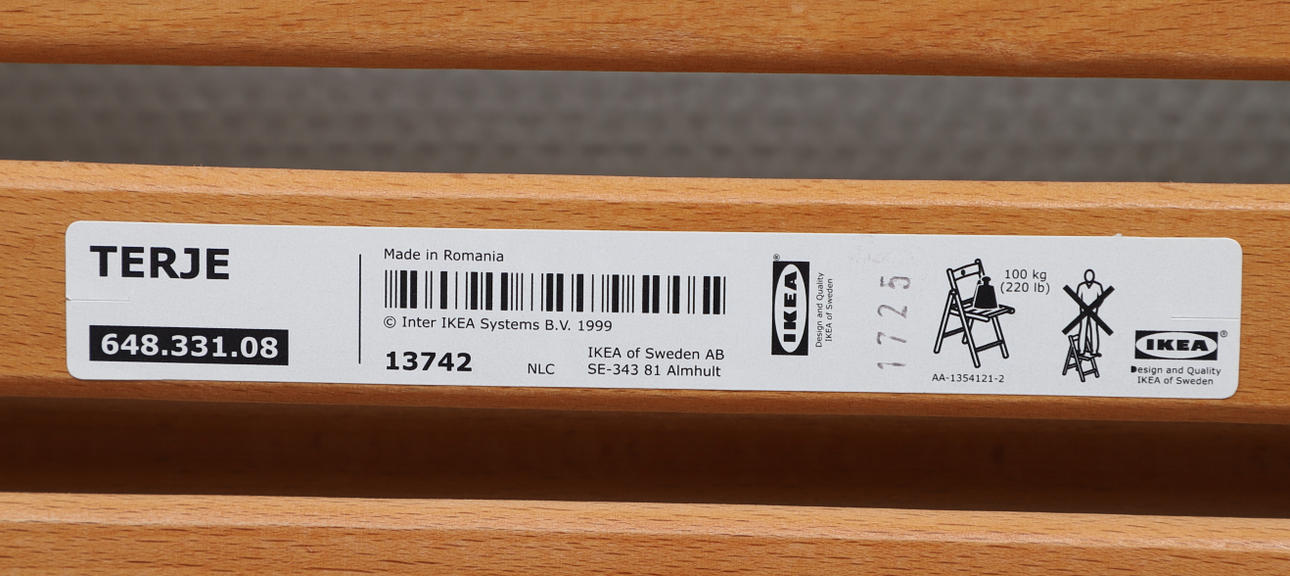 TERJE
648.331.08
Made in Romania
© Inter IKEA Systems B.V. 1999
13742
NLC
IKEA of Sweden AB
SE-343 81 Almhult
IKEA®
Design and Quality
IKEA of Sweden
1725
100 kg
(220 lb)
AA-1354121-2
IKEA®
Design and Quality
IKEA of Sweden